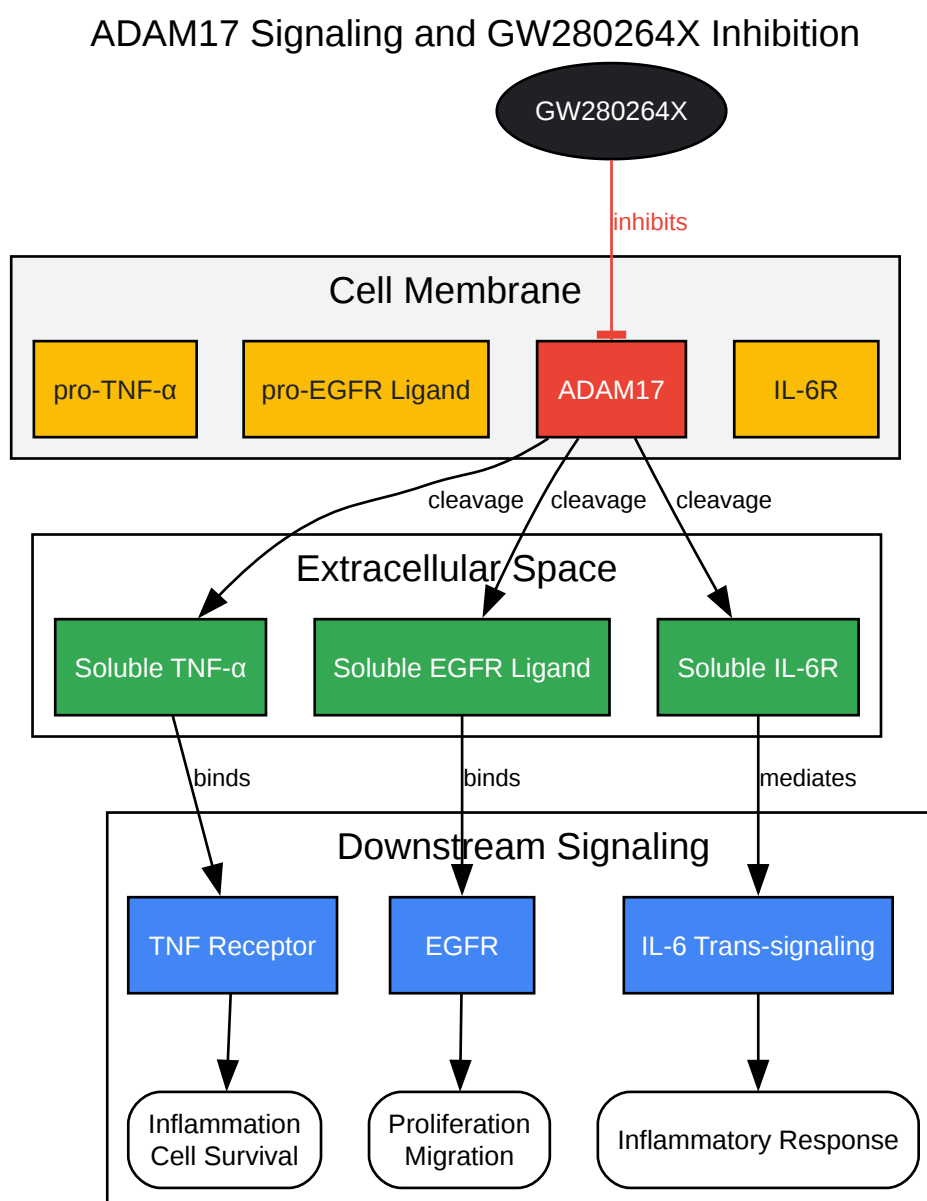 ADAM17 Signaling and GW280264X Inhibition
GW280264X
inhibits
Cell Membrane
pro-TNF-α
pro-EGFR Ligand
ADAM17
IL-6R
cleavage
cleavage
cleavage
Extracellular Space
Soluble TNF-α
Soluble EGFR Ligand
Soluble IL-6R
binds
binds
mediates
Downstream Signaling
TNF Receptor
EGFR
IL-6 Trans-signaling
Inflammation
Cell Survival
Proliferation
Migration
Inflammatory Response